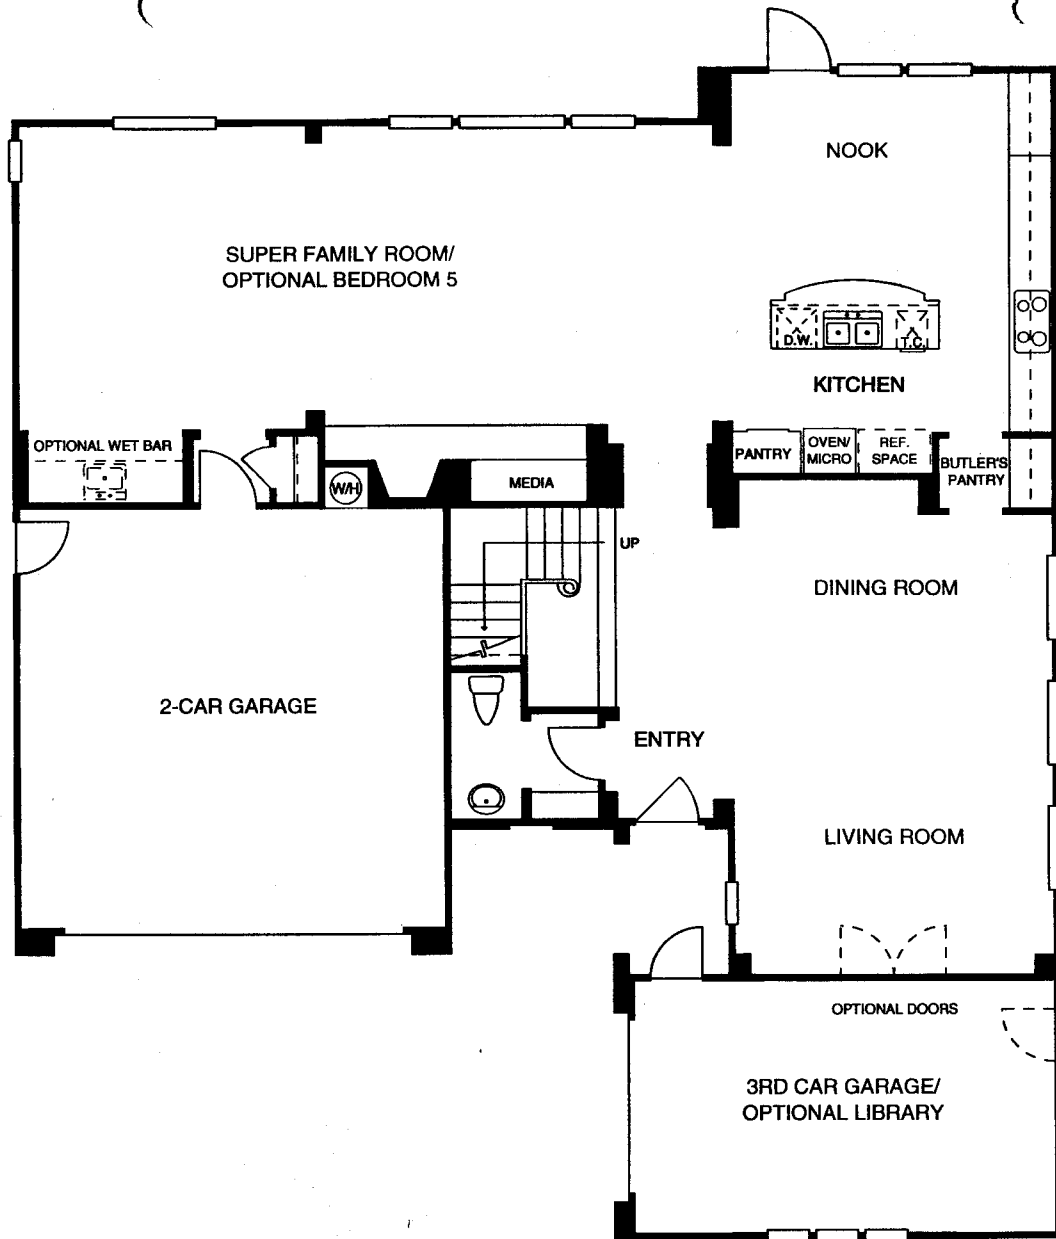 NOOK
SUPER FAMILY ROOM/
OPTIONAL BEDROOM 5
D.W.
T.C.
KITCHEN
OPTIONAL WET BAR
PANTRY
OVEN/
MICRO
REF.
SPACE
BUTLER'S
PANTRY
W/H
MEDIA
UP
DINING ROOM
2-CAR GARAGE
ENTRY
LIVING ROOM
OPTIONAL DOORS
3RD CAR GARAGE/
OPTIONAL LIBRARY